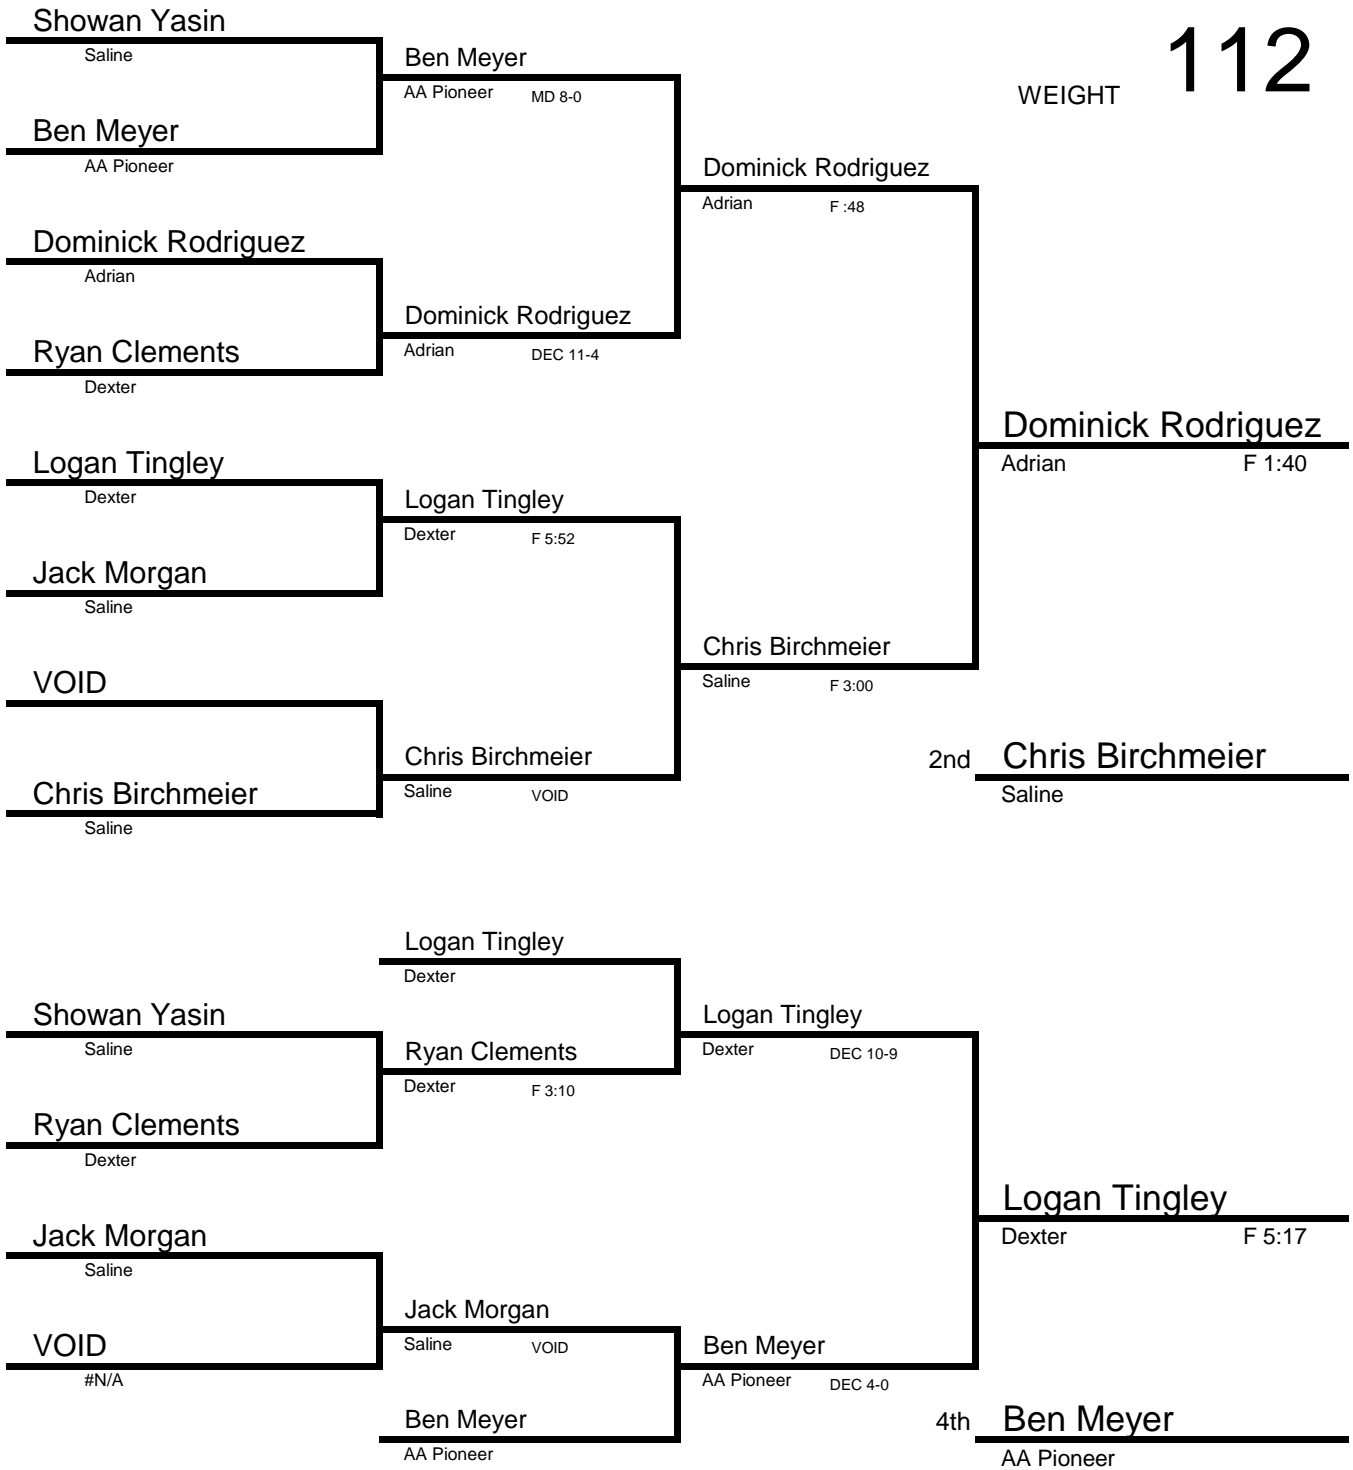 Showan Yasin
Saline
Ben Meyer
AA Pioneer MD 8-0
WEIGHT 112
Ben Meyer
AA Pioneer
Dominick Rodriguez
Adrian F :48
Dominick Rodriguez
Adrian
Dominick Rodriguez
Adrian DEC 11-4
Ryan Clements
Dexter
Dominick Rodriguez
Adrian F 1:40
Logan Tingley
Dexter
Logan Tingley
Dexter F 5:52
Jack Morgan
Saline
Chris Birchmeier
Saline F 3:00
VOID
Chris Birchmeier
Saline VOID
2nd Chris Birchmeier
Saline
Chris Birchmeier
Saline
Logan Tingley
Dexter
Showan Yasin
Saline
Logan Tingley
Dexter DEC 10-9
Ryan Clements
Dexter F 3:10
Ryan Clements
Dexter
Logan Tingley
Dexter F 5:17
Jack Morgan
Saline
Jack Morgan
Saline VOID
VOID
#N/A
Ben Meyer
AA Pioneer DEC 4-0
Ben Meyer
AA Pioneer
4th Ben Meyer
AA Pioneer